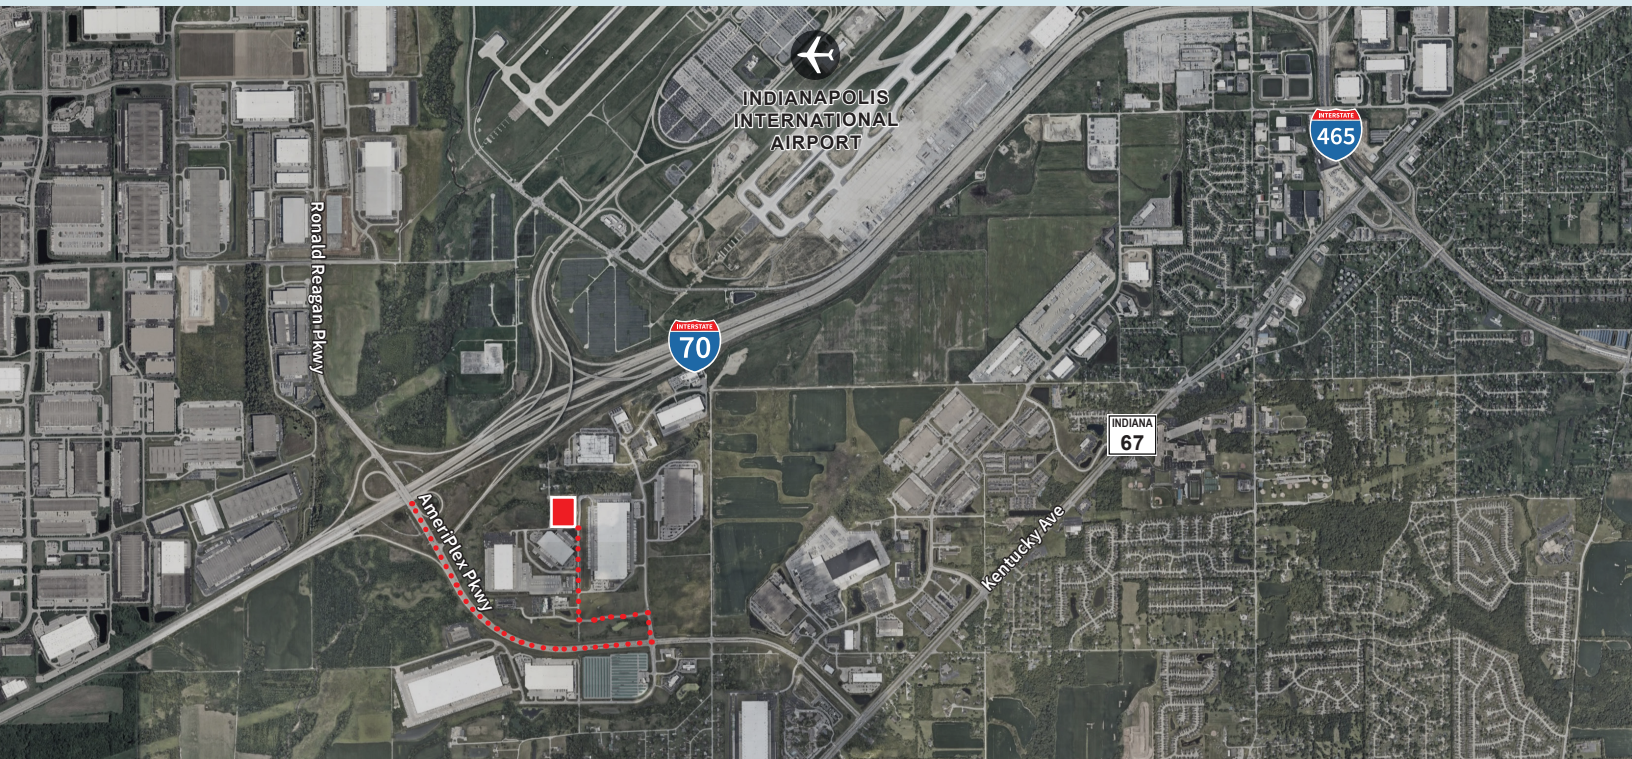 INDIANAPOLIS
INTERNATIONAL
AIRPORT
INTERSTATE
465
Ronald Reagan Pkwy
INTERSTATE
70
INDIANA
67
AmeriPlex Pkwy
Kentucky Ave